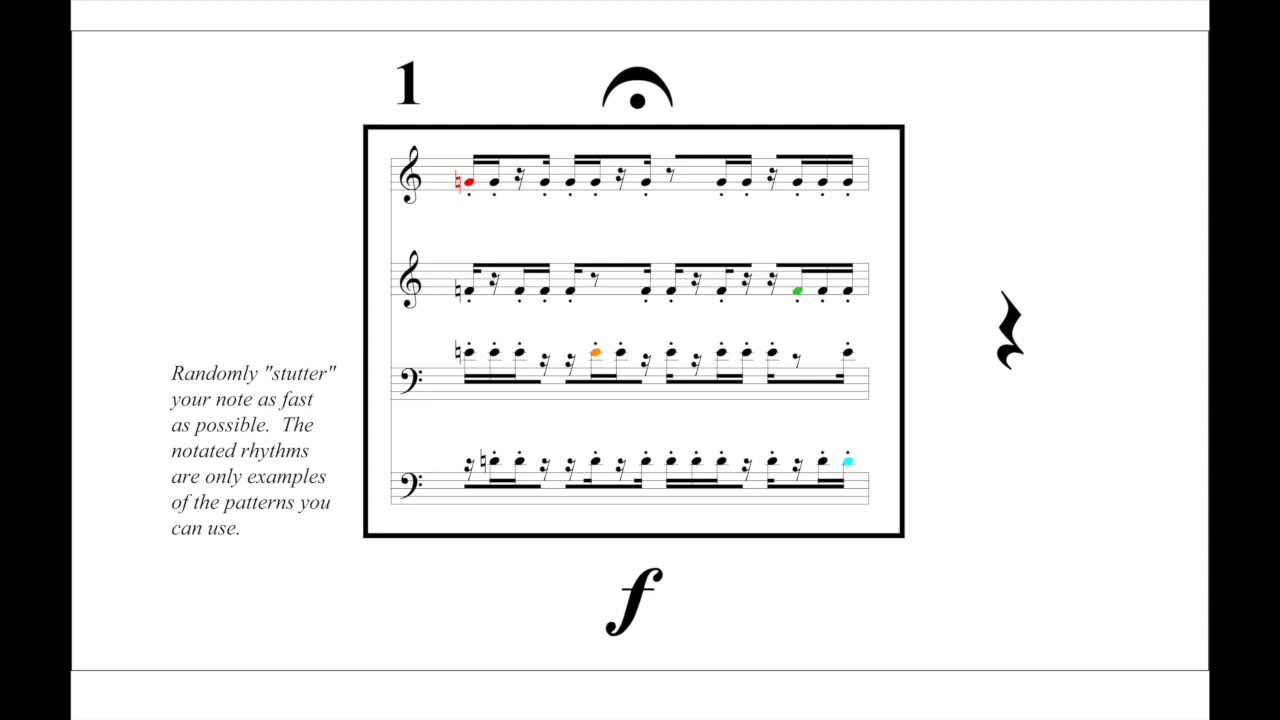 1
Randomly "stutter"
your note as fast
as possible.  The
notated rhythms
are only examples
of the patterns you
can use.
f